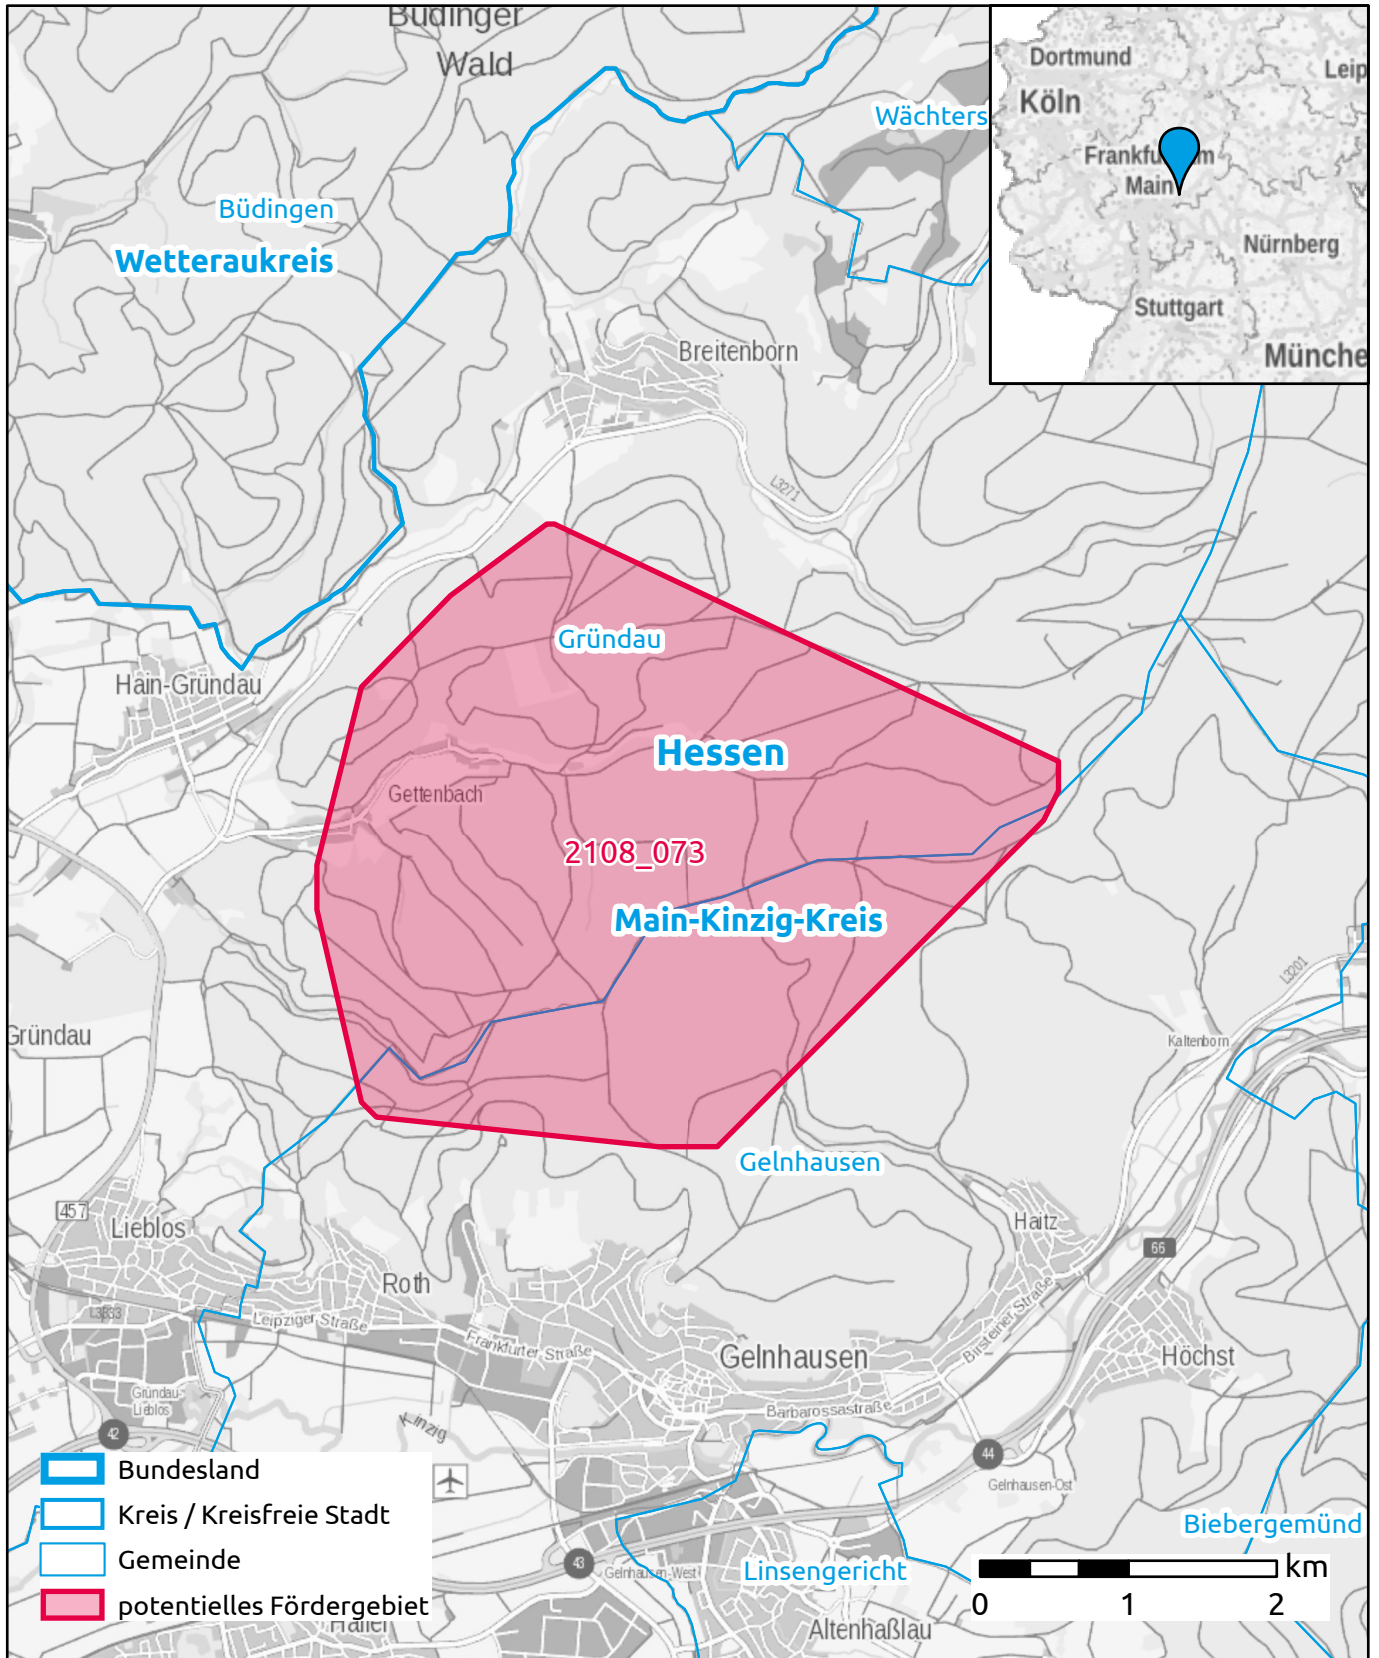 Büdinger
Wald
Dortmund
Leip
Köln
Wächters
Frankfu m
Main
Büdingen
Nürnberg
Wetteraukreis
Stuttgart
Breitenborn
Münche
L3271
Gründau
Hain-Gründau
Hessen
Gettenbach
2108_073
Main-Kinzig-Kreis
L3201
Gründau
Kaltenborn
Gelnhausen
457
Lieblos
Haitz
66
Roth
L3333
Leipziger Straße
Birsteiner Straße
Frankfurter Straße
Gelnhausen
Höchst
Gründau-
Lieblos
Barbarossastraße
Kinzig
42
44
Bundesland
Gelnhausen-Ost
Kreis / Kreisfreie Stadt
Biebergemünd
Gemeinde
43
Gelnhausen-West
Linsengericht
km
potentielles Fördergebiet
0 1 2
Hailer
Altenhaßlau